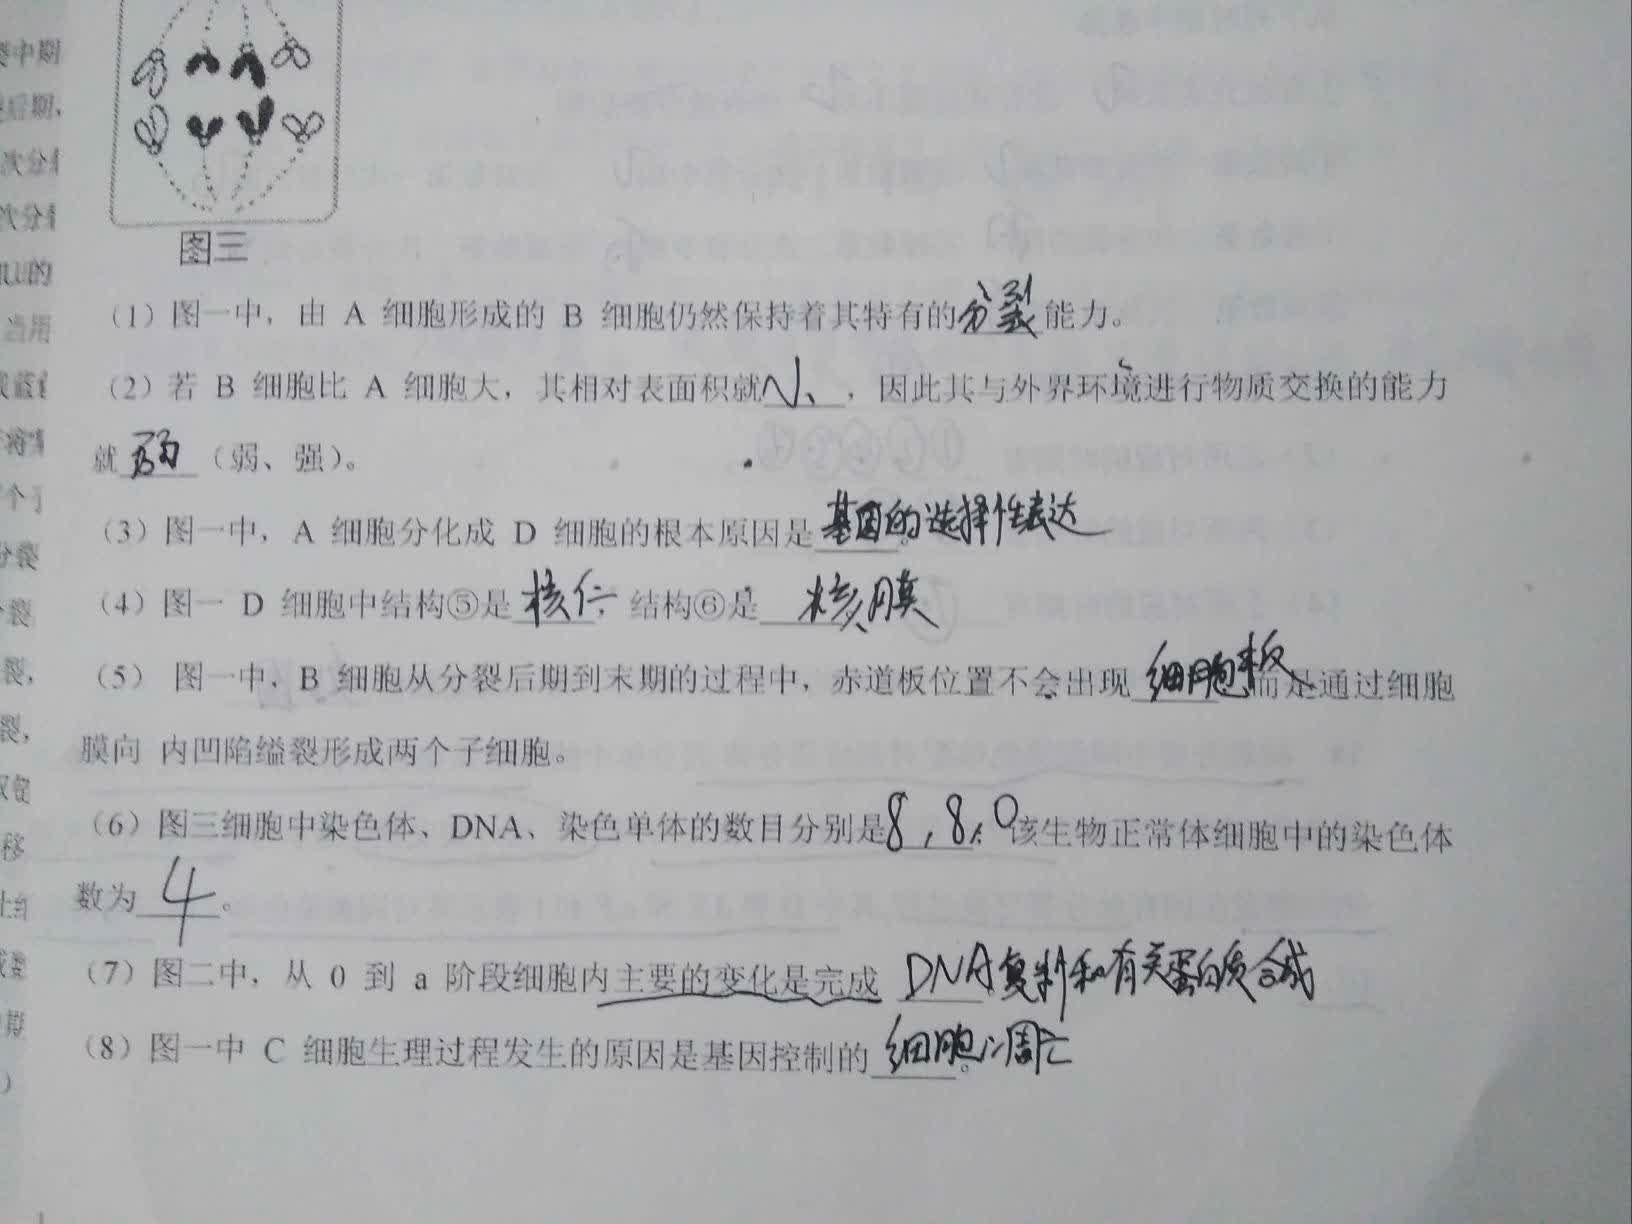 图三
(1) 图一中，由 A 细胞形成的 B 细胞仍然保持着其特有的分裂能力。
(2) 若 B 细胞比 A 细胞大，其相对表面积就小，因此其与外界环境进行物质交换的能力
就弱（弱、强）。
(3) 图一中，A 细胞分化成 D 细胞的根本原因是基因的选择性表达。
(4) 图一 D 细胞中结构⑤是核仁，结构⑥是核膜
(5) 图一中，B 细胞从分裂后期到末期的过程中，赤道板位置不会出现细胞板而是通过细胞
膜向 内凹陷缢裂形成两个子细胞。
(6) 图三细胞中染色体、DNA、染色单体的数目分别是8，8，0该生物正常体细胞中的染色体
数为4。
(7) 图二中，从 0 到 a 阶段细胞内主要的变化是完成DNA复制和有关蛋白质合成
(8) 图一中 C 细胞生理过程发生的原因是基因控制的细胞凋亡。